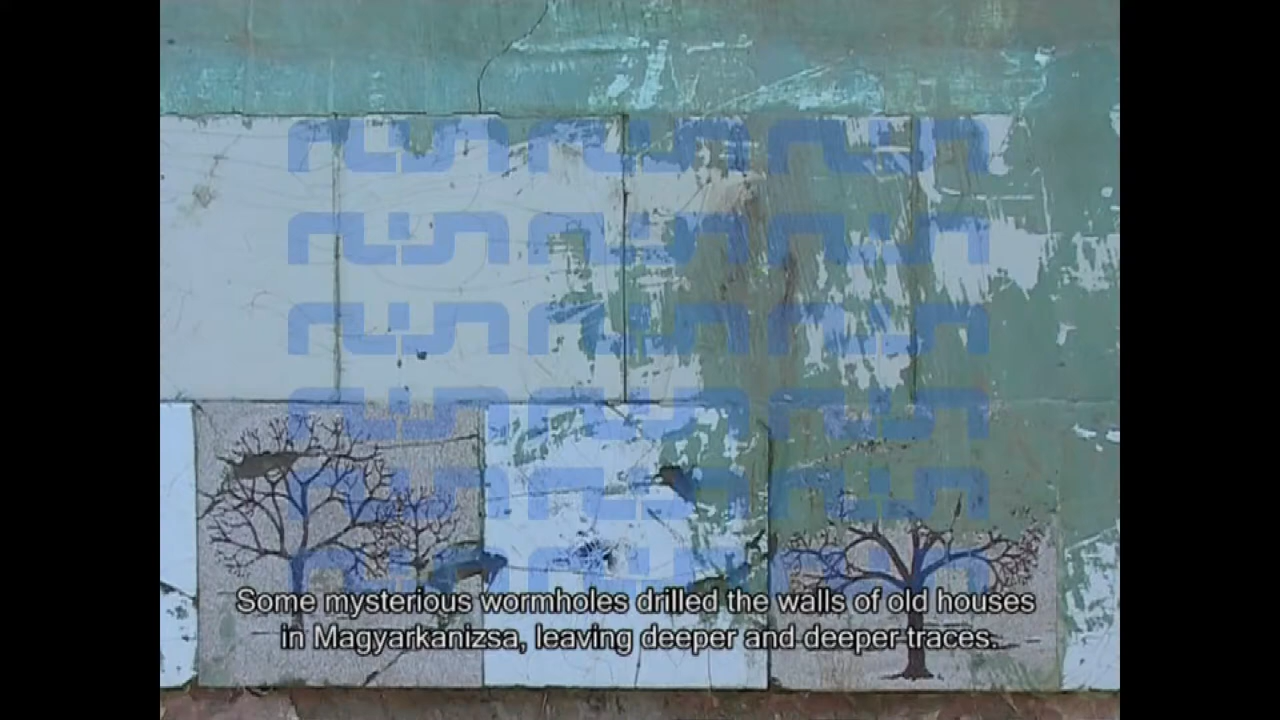 Some mysterious wormholes drilled the walls of old houses
in Magyarkanizsa, leaving deeper and deeper traces.